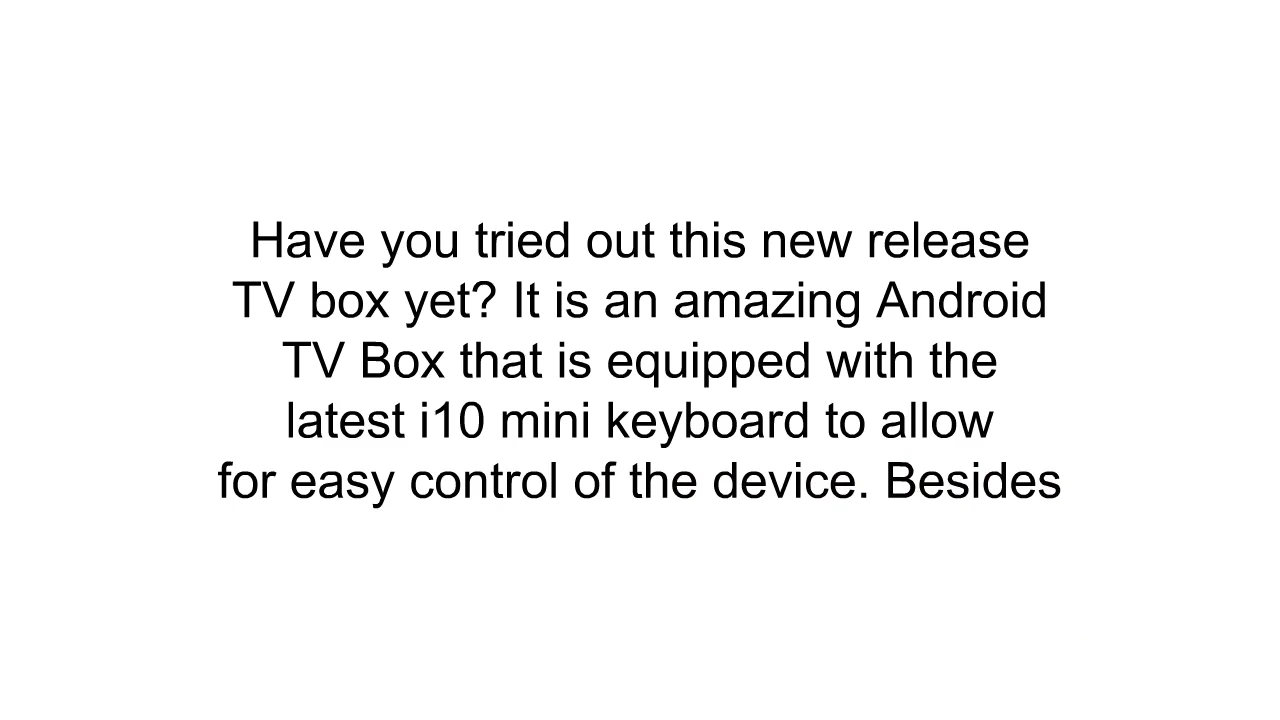 Have you tried out this new release
TV box yet? It is an amazing Android
TV Box that is equipped with the
latest i10 mini keyboard to allow
for easy control of the device. Besides